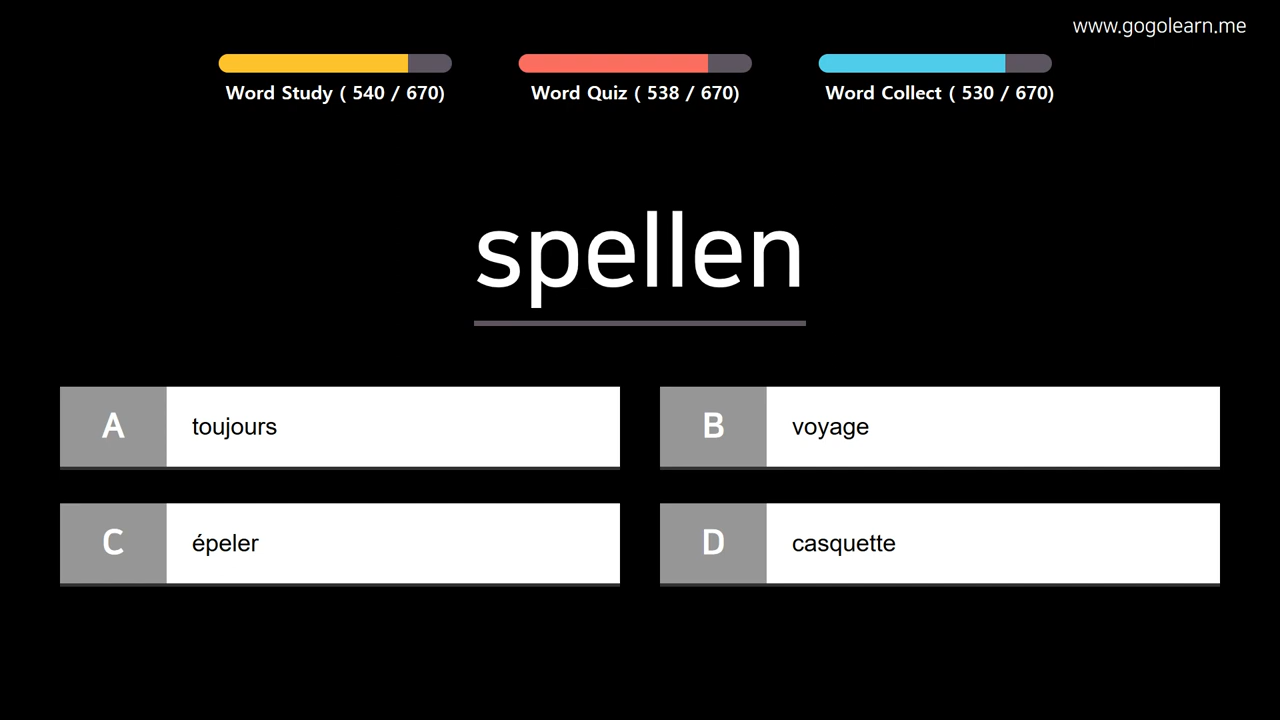 www.gogolearn.me
Word Study ( 540 / 670)
Word Quiz ( 538 / 670)
Word Collect ( 530 / 670)
spellen
A toujours
B voyage
C épeler
D casquette